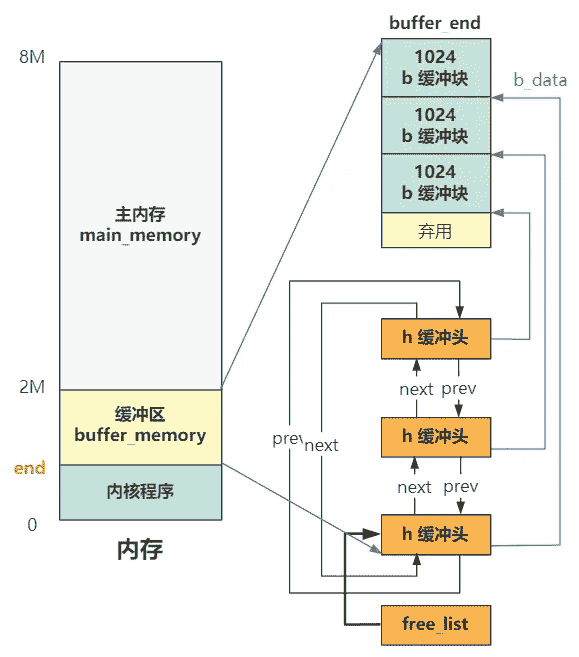 buffer_end
8M
1024
b 缓冲块
b_data
1024
b 缓冲块
1024
b 缓冲块
主内存
main_memory
弃用
h 缓冲头
2M
next
prev
缓冲区
buffer_memory
prev
next
h 缓冲头
end
内核程序
next
prev
0
h 缓冲头
内存
free_list